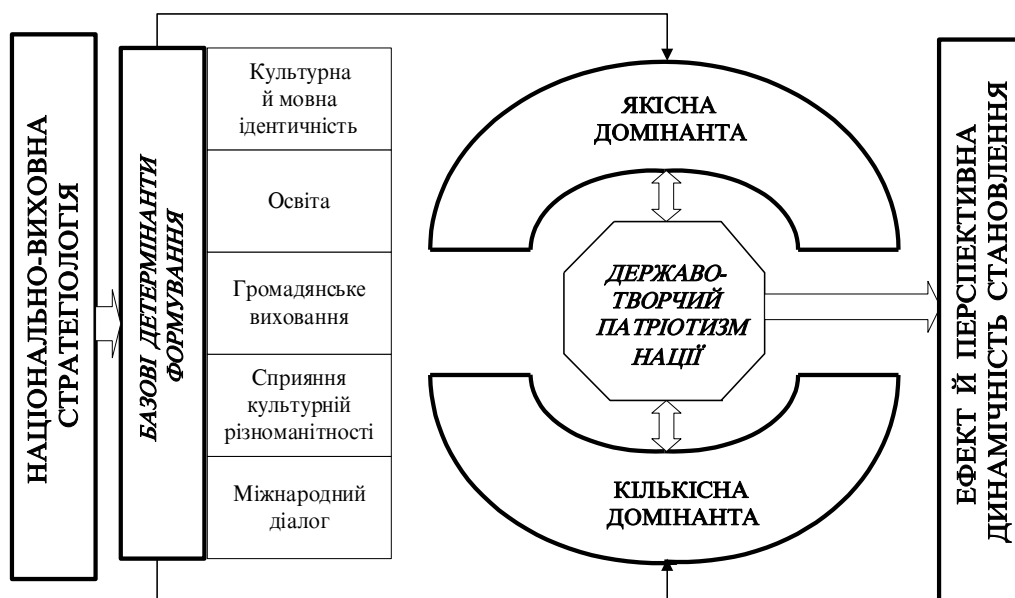 НАЦІОНАЛЬНО-ВИХОВНА
СТРАТЕГІОЛОГІЯ
БАЗОВІ ДЕТЕРМІНАНТИ
ФОРМУВАННЯ
Культурна
й мовна
ідентичність
Освіта
Громадянське
виховання
Сприяння
культурній
різноманітності
Міжнародний
діалог
ЯКІСНА
ДОМІНАНТА
ДЕРЖАВО-
ТВОРЧИЙ
ПАТРІОТИЗМ
НАЦІЇ
КІЛЬКІСНА
ДОМІНАНТА
ЕФЕКТ Й ПЕРСПЕКТИВНА
ДИНАМІЧНІСТЬ СТАНОВЛЕННЯ